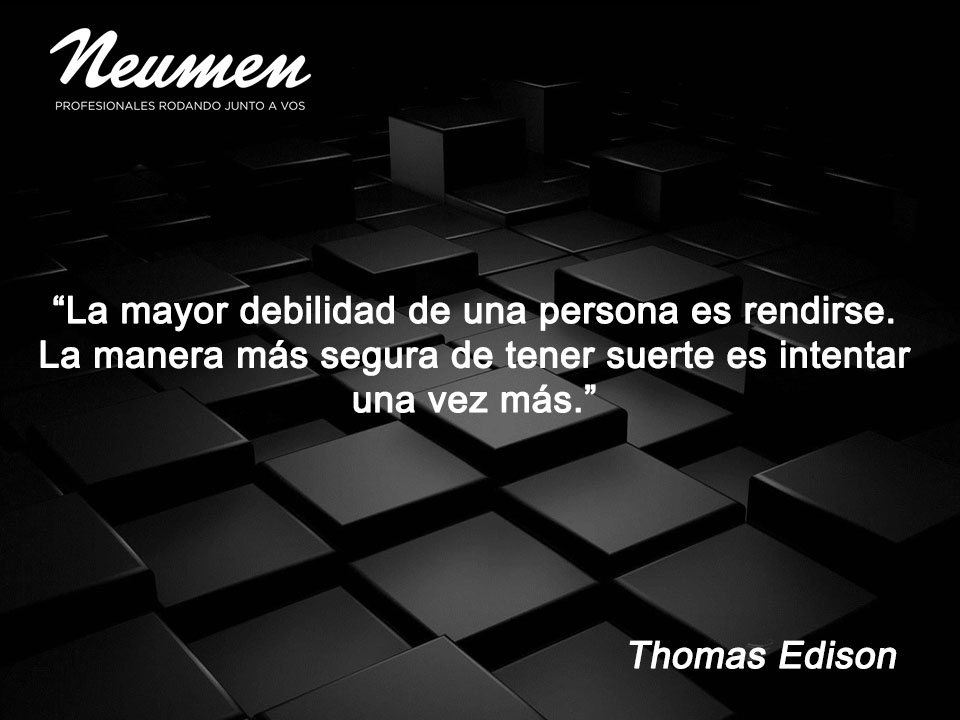 Neumen
PROFESIONALES RODANDO JUNTO A VOS
“La mayor debilidad de una persona es rendirse.
La manera más segura de tener suerte es intentar
una vez más.”
Thomas Edison